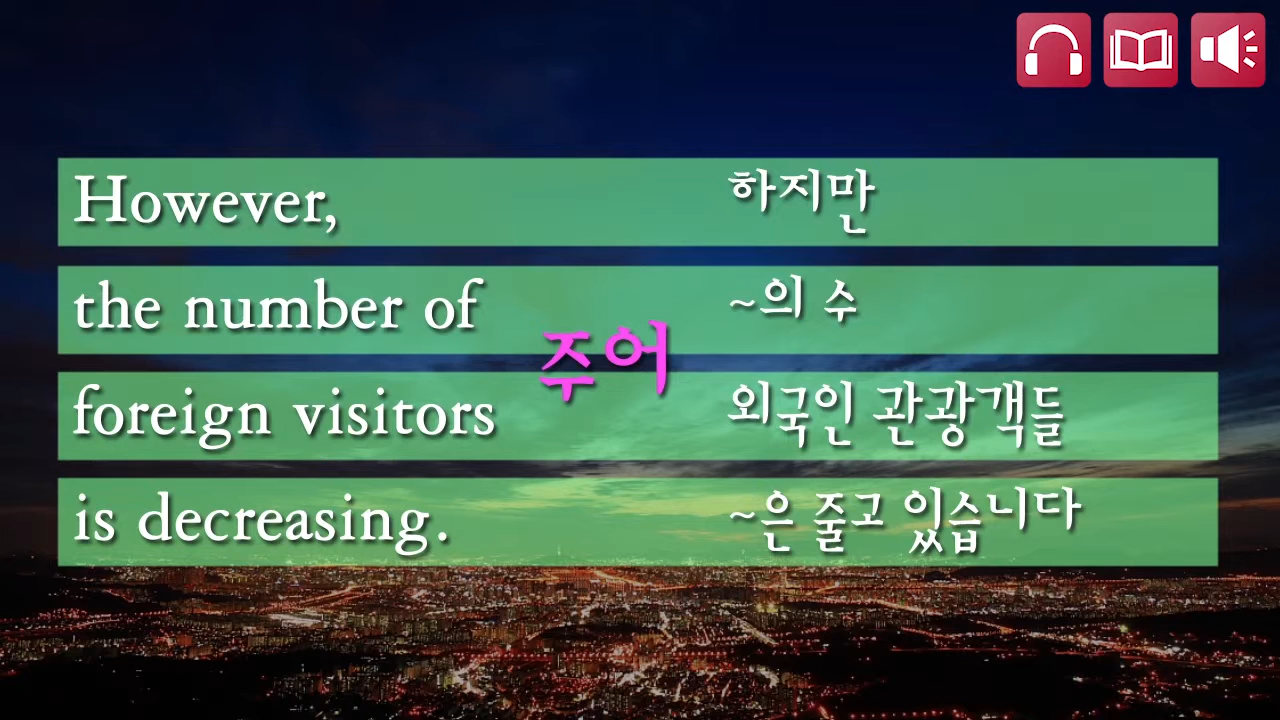 However, 하지만
the number of ~의 수
주어
foreign visitors 외국인 관광객들
is decreasing. ~은 줄고 있습니다